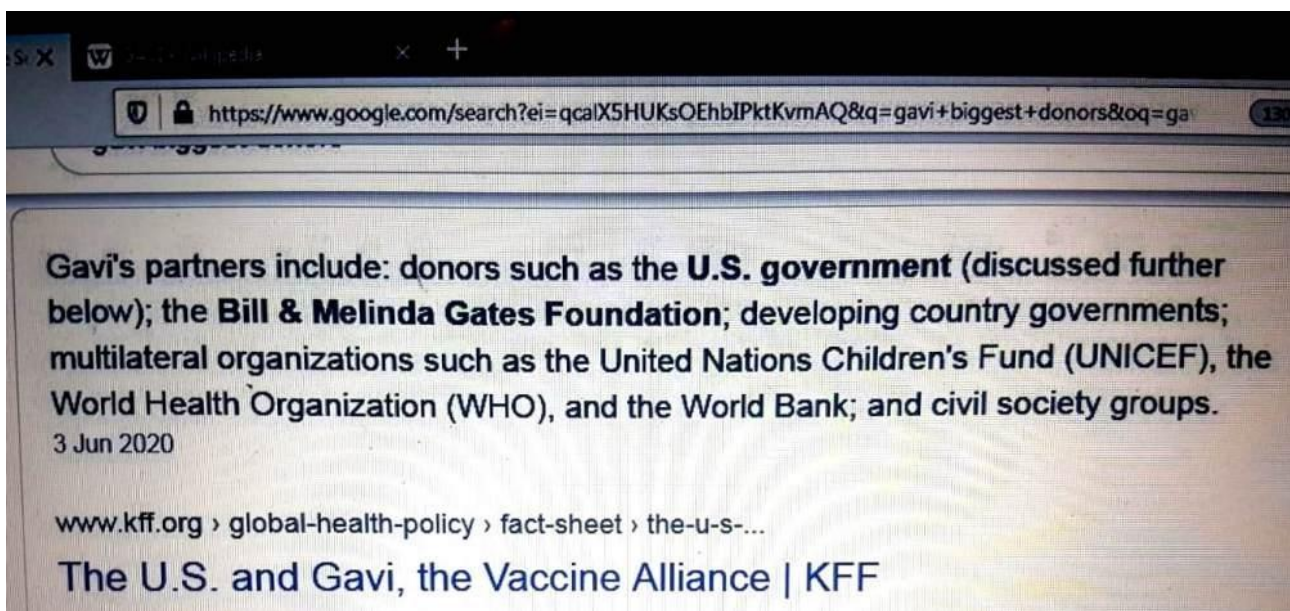 W
https://www.google.com/search?ei=qcalX5HUKsOEhbIPktKvmAQ&q=gavi+biggest+donors&oq=ga
130
Gavi's partners include: donors such as the U.S. government (discussed further
below); the Bill & Melinda Gates Foundation; developing country governments;
multilateral organizations such as the United Nations Children's Fund (UNICEF), the
World Health Organization (WHO), and the World Bank; and civil society groups.
3 Jun 2020
www.kff.org › global-health-policy › fact-sheet › the-u-s-...
The U.S. and Gavi, the Vaccine Alliance | KFF